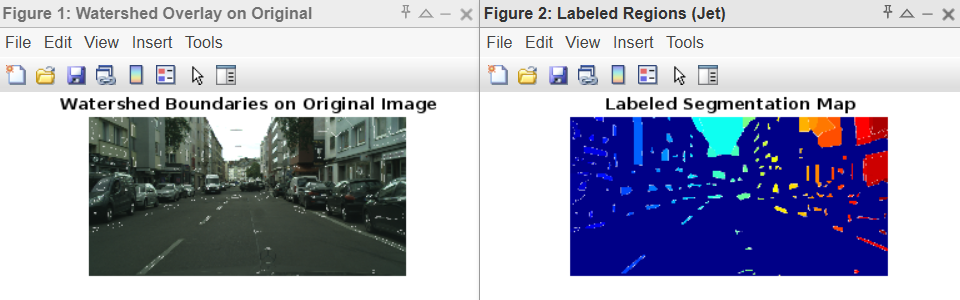 Figure 1: Watershed Overlay on Original
File Edit View Insert Tools
Watershed Boundaries on Original Image
Figure 2: Labeled Regions (Jet)
File Edit View Insert Tools
Labeled Segmentation Map